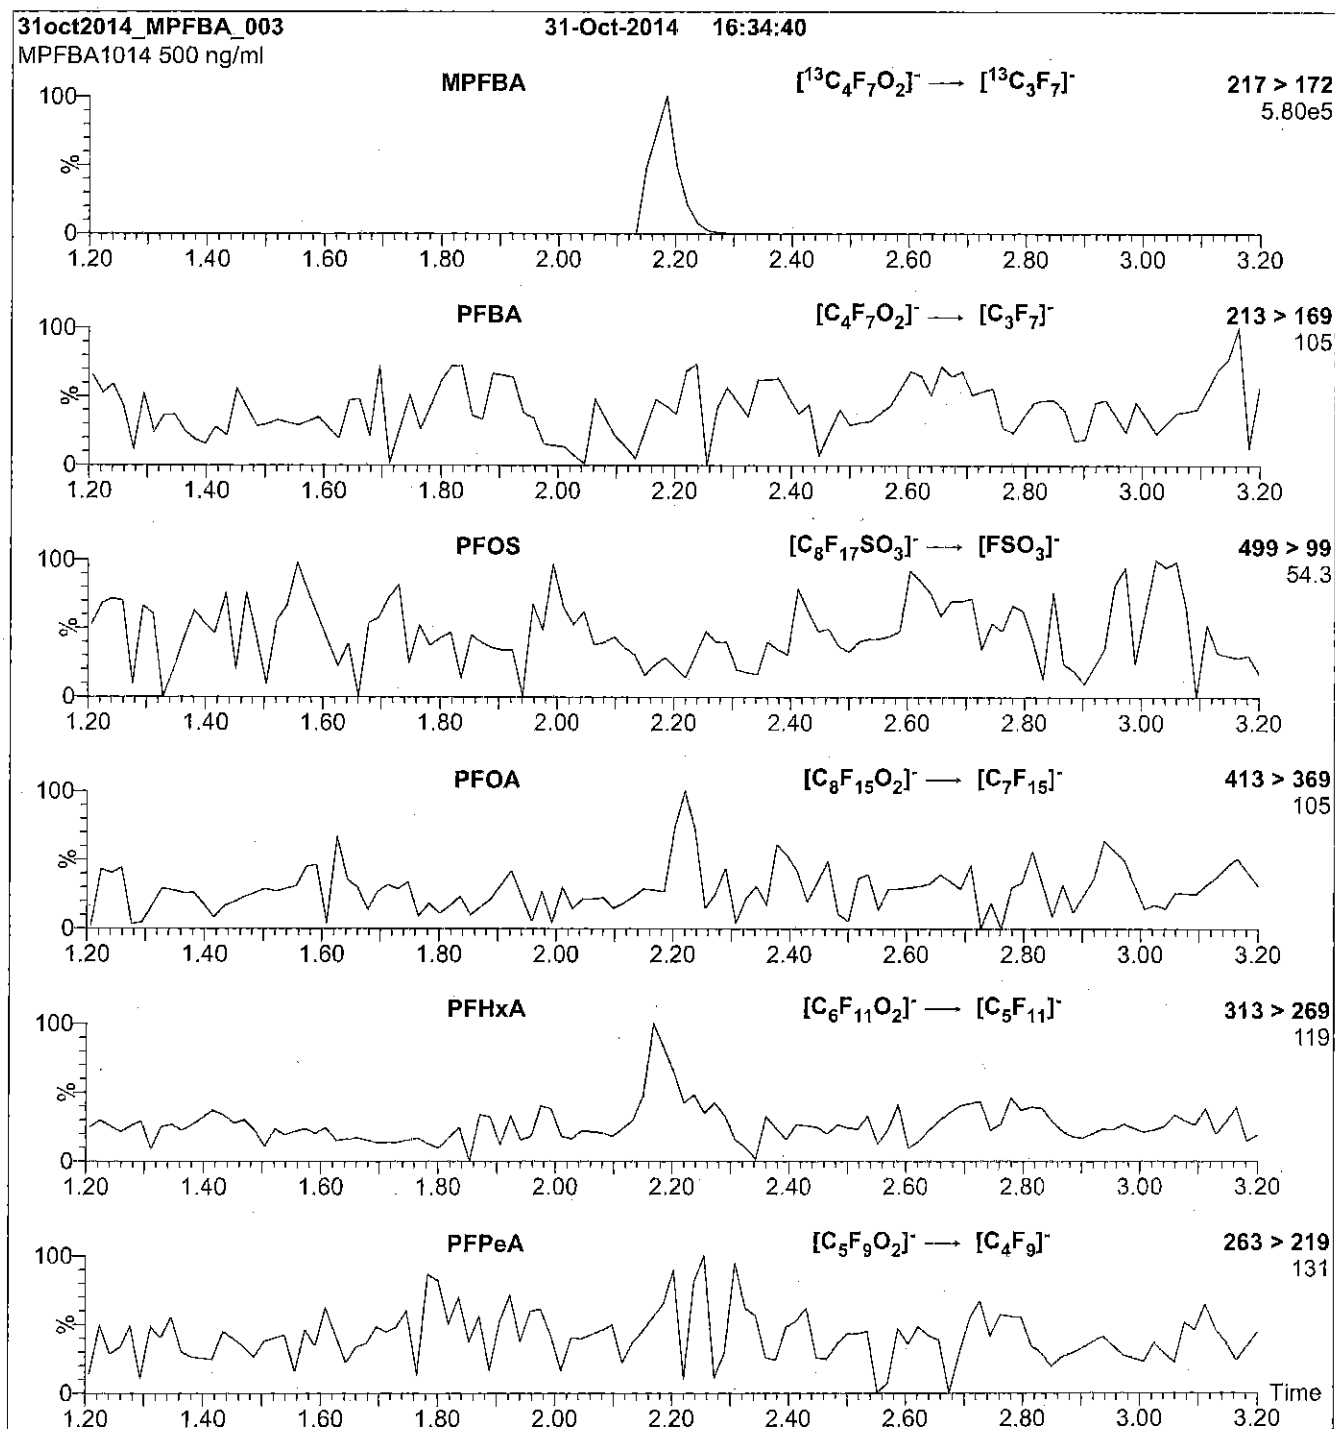 31oct2014_MPFBA_003 31-Oct-2014 16:34:40
MPFBA1014 500 ng/ml
MPFBA [¹³C₄F₇O₂]⁻ → [¹³C₃F₇]⁻ 217 > 172
5.80e5
100
%
0
1.20 1.40 1.60 1.80 2.00 2.20 2.40 2.60 2.80 3.00 3.20
PFBA [C₄F₇O₂]⁻ → [C₃F₇]⁻ 213 > 169
105
100
%
0
1.20 1.40 1.60 1.80 2.00 2.20 2.40 2.60 2.80 3.00 3.20
PFOS [C₈F₁₇SO₃]⁻ → [FSO₃]⁻ 499 > 99
54.3
100
%
0
1.20 1.40 1.60 1.80 2.00 2.20 2.40 2.60 2.80 3.00 3.20
PFOA [C₈F₁₅O₂]⁻ → [C₇F₁₅]⁻ 413 > 369
105
100
%
0
1.20 1.40 1.60 1.80 2.00 2.20 2.40 2.60 2.80 3.00 3.20
PFHxA [C₆F₁₁O₂]⁻ → [C₅F₁₁]⁻ 313 > 269
119
100
%
0
1.20 1.40 1.60 1.80 2.00 2.20 2.40 2.60 2.80 3.00 3.20
PFPeA [C₅F₉O₂]⁻ → [C₄F₉]⁻ 263 > 219
131
100
%
0 Time
1.20 1.40 1.60 1.80 2.00 2.20 2.40 2.60 2.80 3.00 3.20